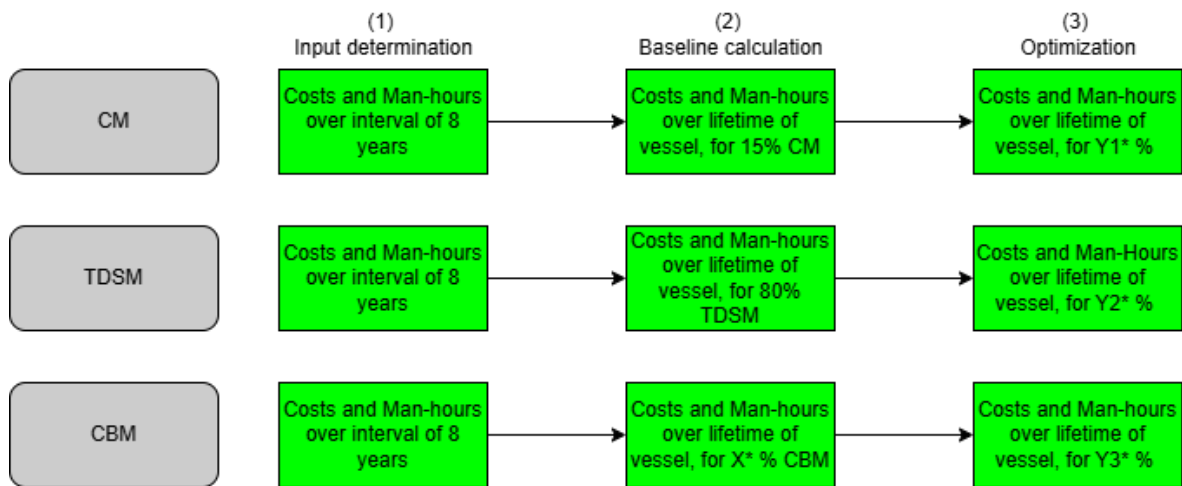 (1)
Input determination
(2)
Baseline calculation
(3)
Optimization
CM
Costs and Man-hours
over interval of 8
years
Costs and Man-hours
over lifetime of
vessel, for 15% CM
Costs and Man-hours
over lifetime of
vessel, for Y1* %
TDSM
Costs and Man-hours
over interval of 8
years
Costs and Man-hours
over lifetime of
vessel, for 80%
TDSM
Costs and Man-Hours
over lifetime of
vessel, for Y2* %
CBM
Costs and Man-hours
over interval of 8
years
Costs and Man-hours
over lifetime of
vessel, for X* % CBM
Costs and Man-hours
over lifetime of
vessel, for Y3* %